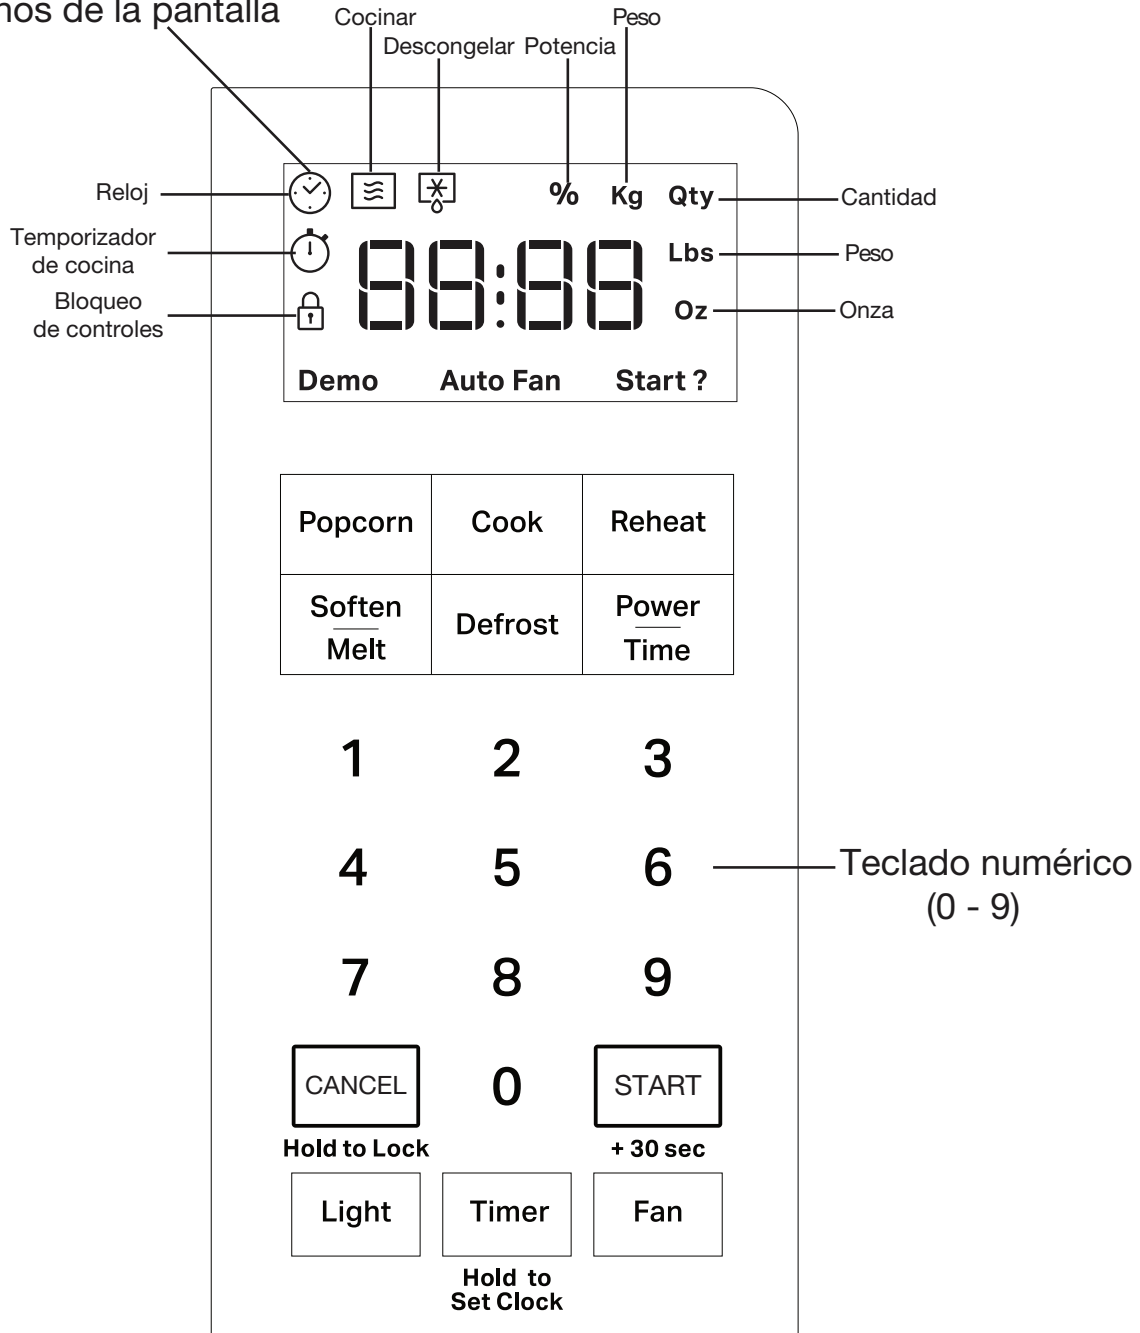 de la pantalla
Cocinar
Peso
Descongelar
Potencia
Reloj
% Kg Qty
Cantidad
Temporizador
de cocina
88:88
Lbs
Peso
Bloqueo
de controles
Oz
Onza
Demo Auto Fan Start ?
Popcorn Cook Reheat
Soften
Melt
Defrost
Power
Time
1 2 3
4 5 6
Teclado numérico
(0 - 9)
7 8 9
CANCEL 0 START
Hold to Lock
+ 30 sec
Light Timer Fan
Hold to
Set Clock